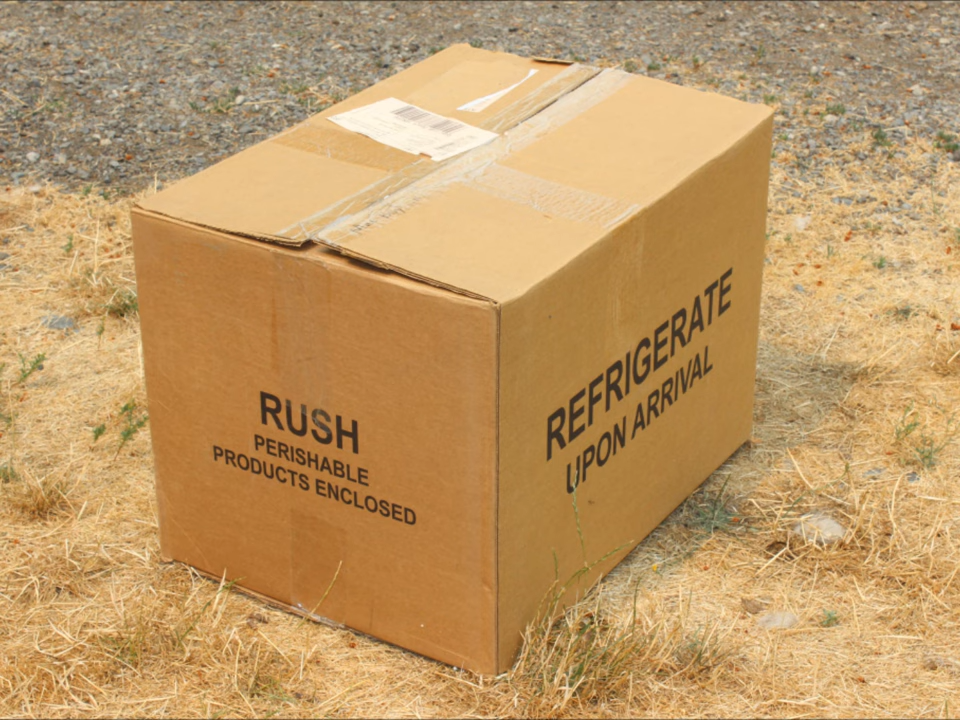 RUSH
PERISHABLE
PRODUCTS ENCLOSED
REFRIGERATE
UPON ARRIVAL